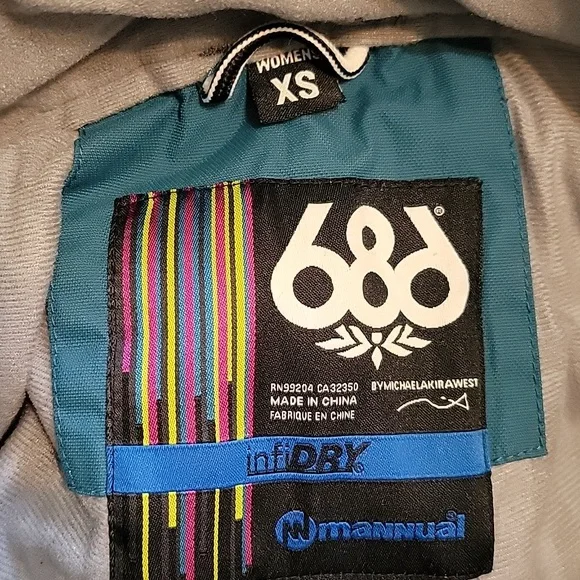 WOMENS
XS
686®
RN99204 CA32350
MADE IN CHINA
FABRIQUE EN CHINE
BYMICHAELAKIRAWEST
infiDRY®
mannual